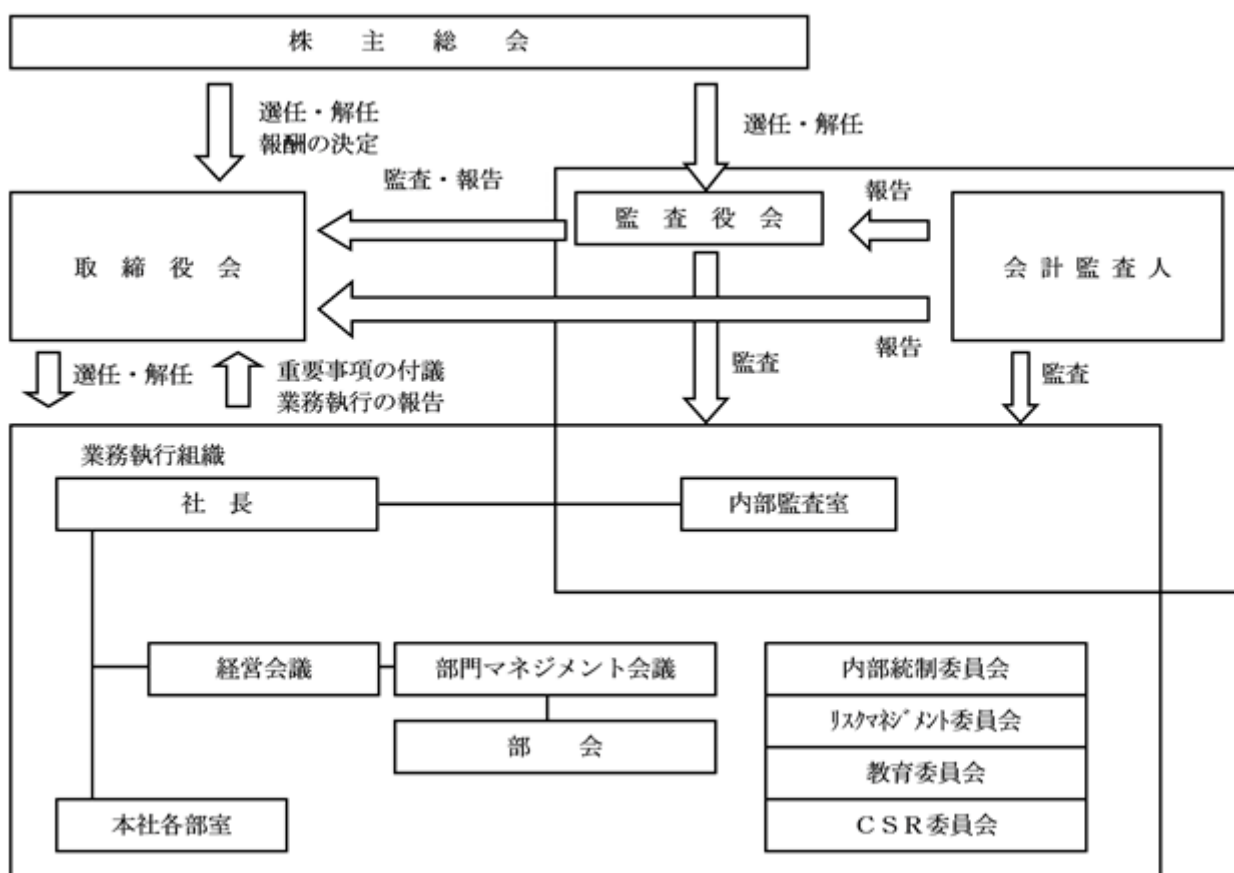 株主総会
選任・解任
報酬の決定
選任・解任
監査・報告
監査役会
報告
取締役会
会計監査人
報告
選任・解任
重要事項の付議
業務執行の報告
監査
監査
業務執行組織
社長
内部監査室
経営会議
部門マネジメント会議
内部統制委員会
ﾘｽｸﾏﾈｼﾞﾒﾝﾄ委員会
部会
教育委員会
本社各部室
ＣＳＲ委員会